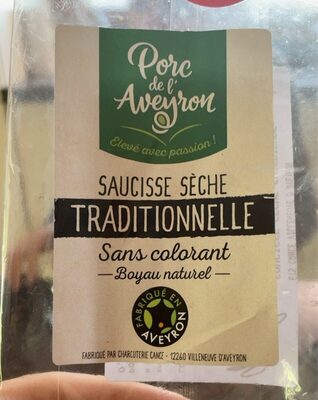 Porc
de l'
Aveyron
Elevé avec passion !
SAUCISSE SÈCHE
TRADITIONNELLE
Sans colorant
Boyau naturel
FABRIQUÉ EN
AVEYRON
FABRIQUÉ PAR CHARCUTERIE CANCE - 12260 VILLENEUVE D'AVEYRON